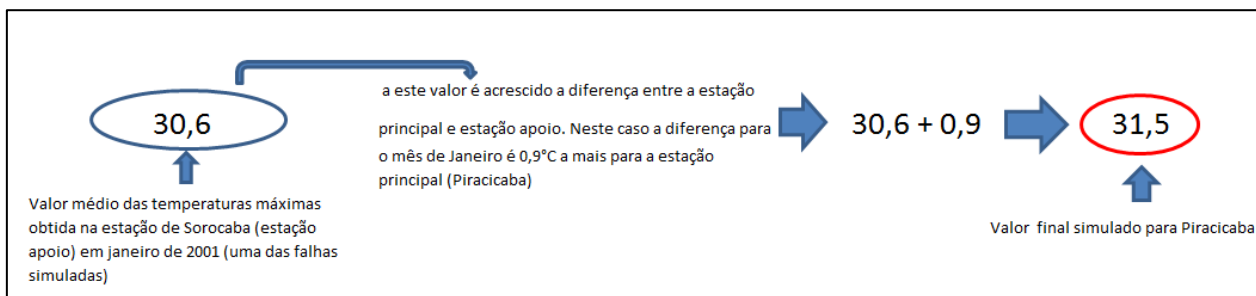 30,6
a este valor é acrescido a diferença entre a estação
principal e estação apoio. Neste caso a diferença para
o mês de Janeiro é 0,9°C a mais para a estação
principal (Piracicaba)
30,6 + 0,9
31,5
Valor médio das temperaturas máximas
obtida na estação de Sorocaba (estação
apoio) em janeiro de 2001 (uma das falhas
simuladas)
Valor final simulado para Piracicaba